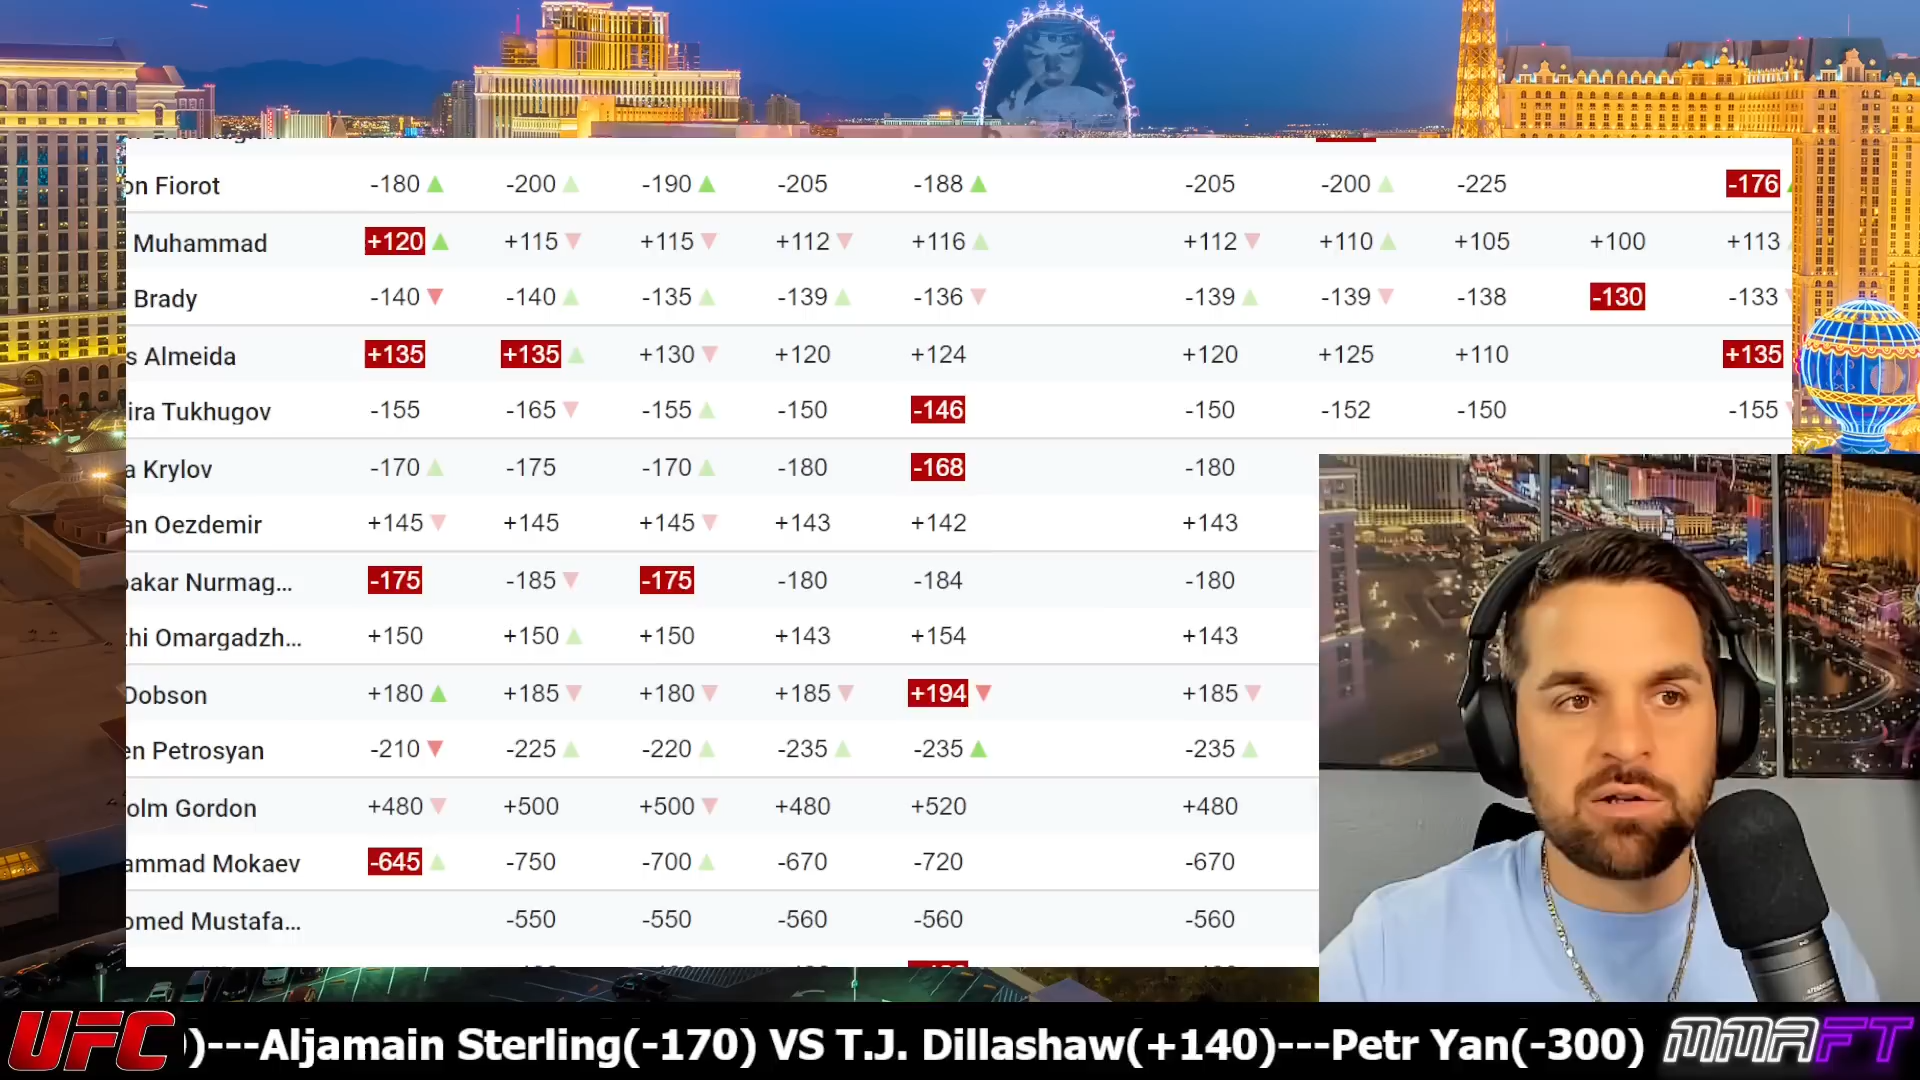 on Fiorot -180 -200 -190 -205 -188 -205 -200 -225 -176
Muhammad +120 +115 +115 +112 +116 +112 +110 +105 +100 +113
Brady -140 -140 -135 -139 -136 -139 -139 -138 -130 -133
s Almeida +135 +135 +130 +120 +124 +120 +125 +110 +135
ira Tukhugov -155 -165 -155 -150 -146 -150 -152 -150 -155
a Krylov -170 -175 -170 -180 -168 -180
an Oezdemir +145 +145 +145 +143 +142 +143
akar Nurmag... -175 -185 -175 -180 -184 -180
hi Omargadzh... +150 +150 +150 +143 +154 +143
Dobson +180 +185 +180 +185 +194 +185
en Petrosyan -210 -225 -220 -235 -235 -235
olm Gordon +480 +500 +500 +480 +520 +480
ammad Mokaev -645 -750 -700 -670 -720 -670
omed Mustafa... -550 -550 -560 -560 -560
UFC )---Aljamain Sterling(-170) VS T.J. Dillashaw(+140)---Petr Yan(-300) MMAFT